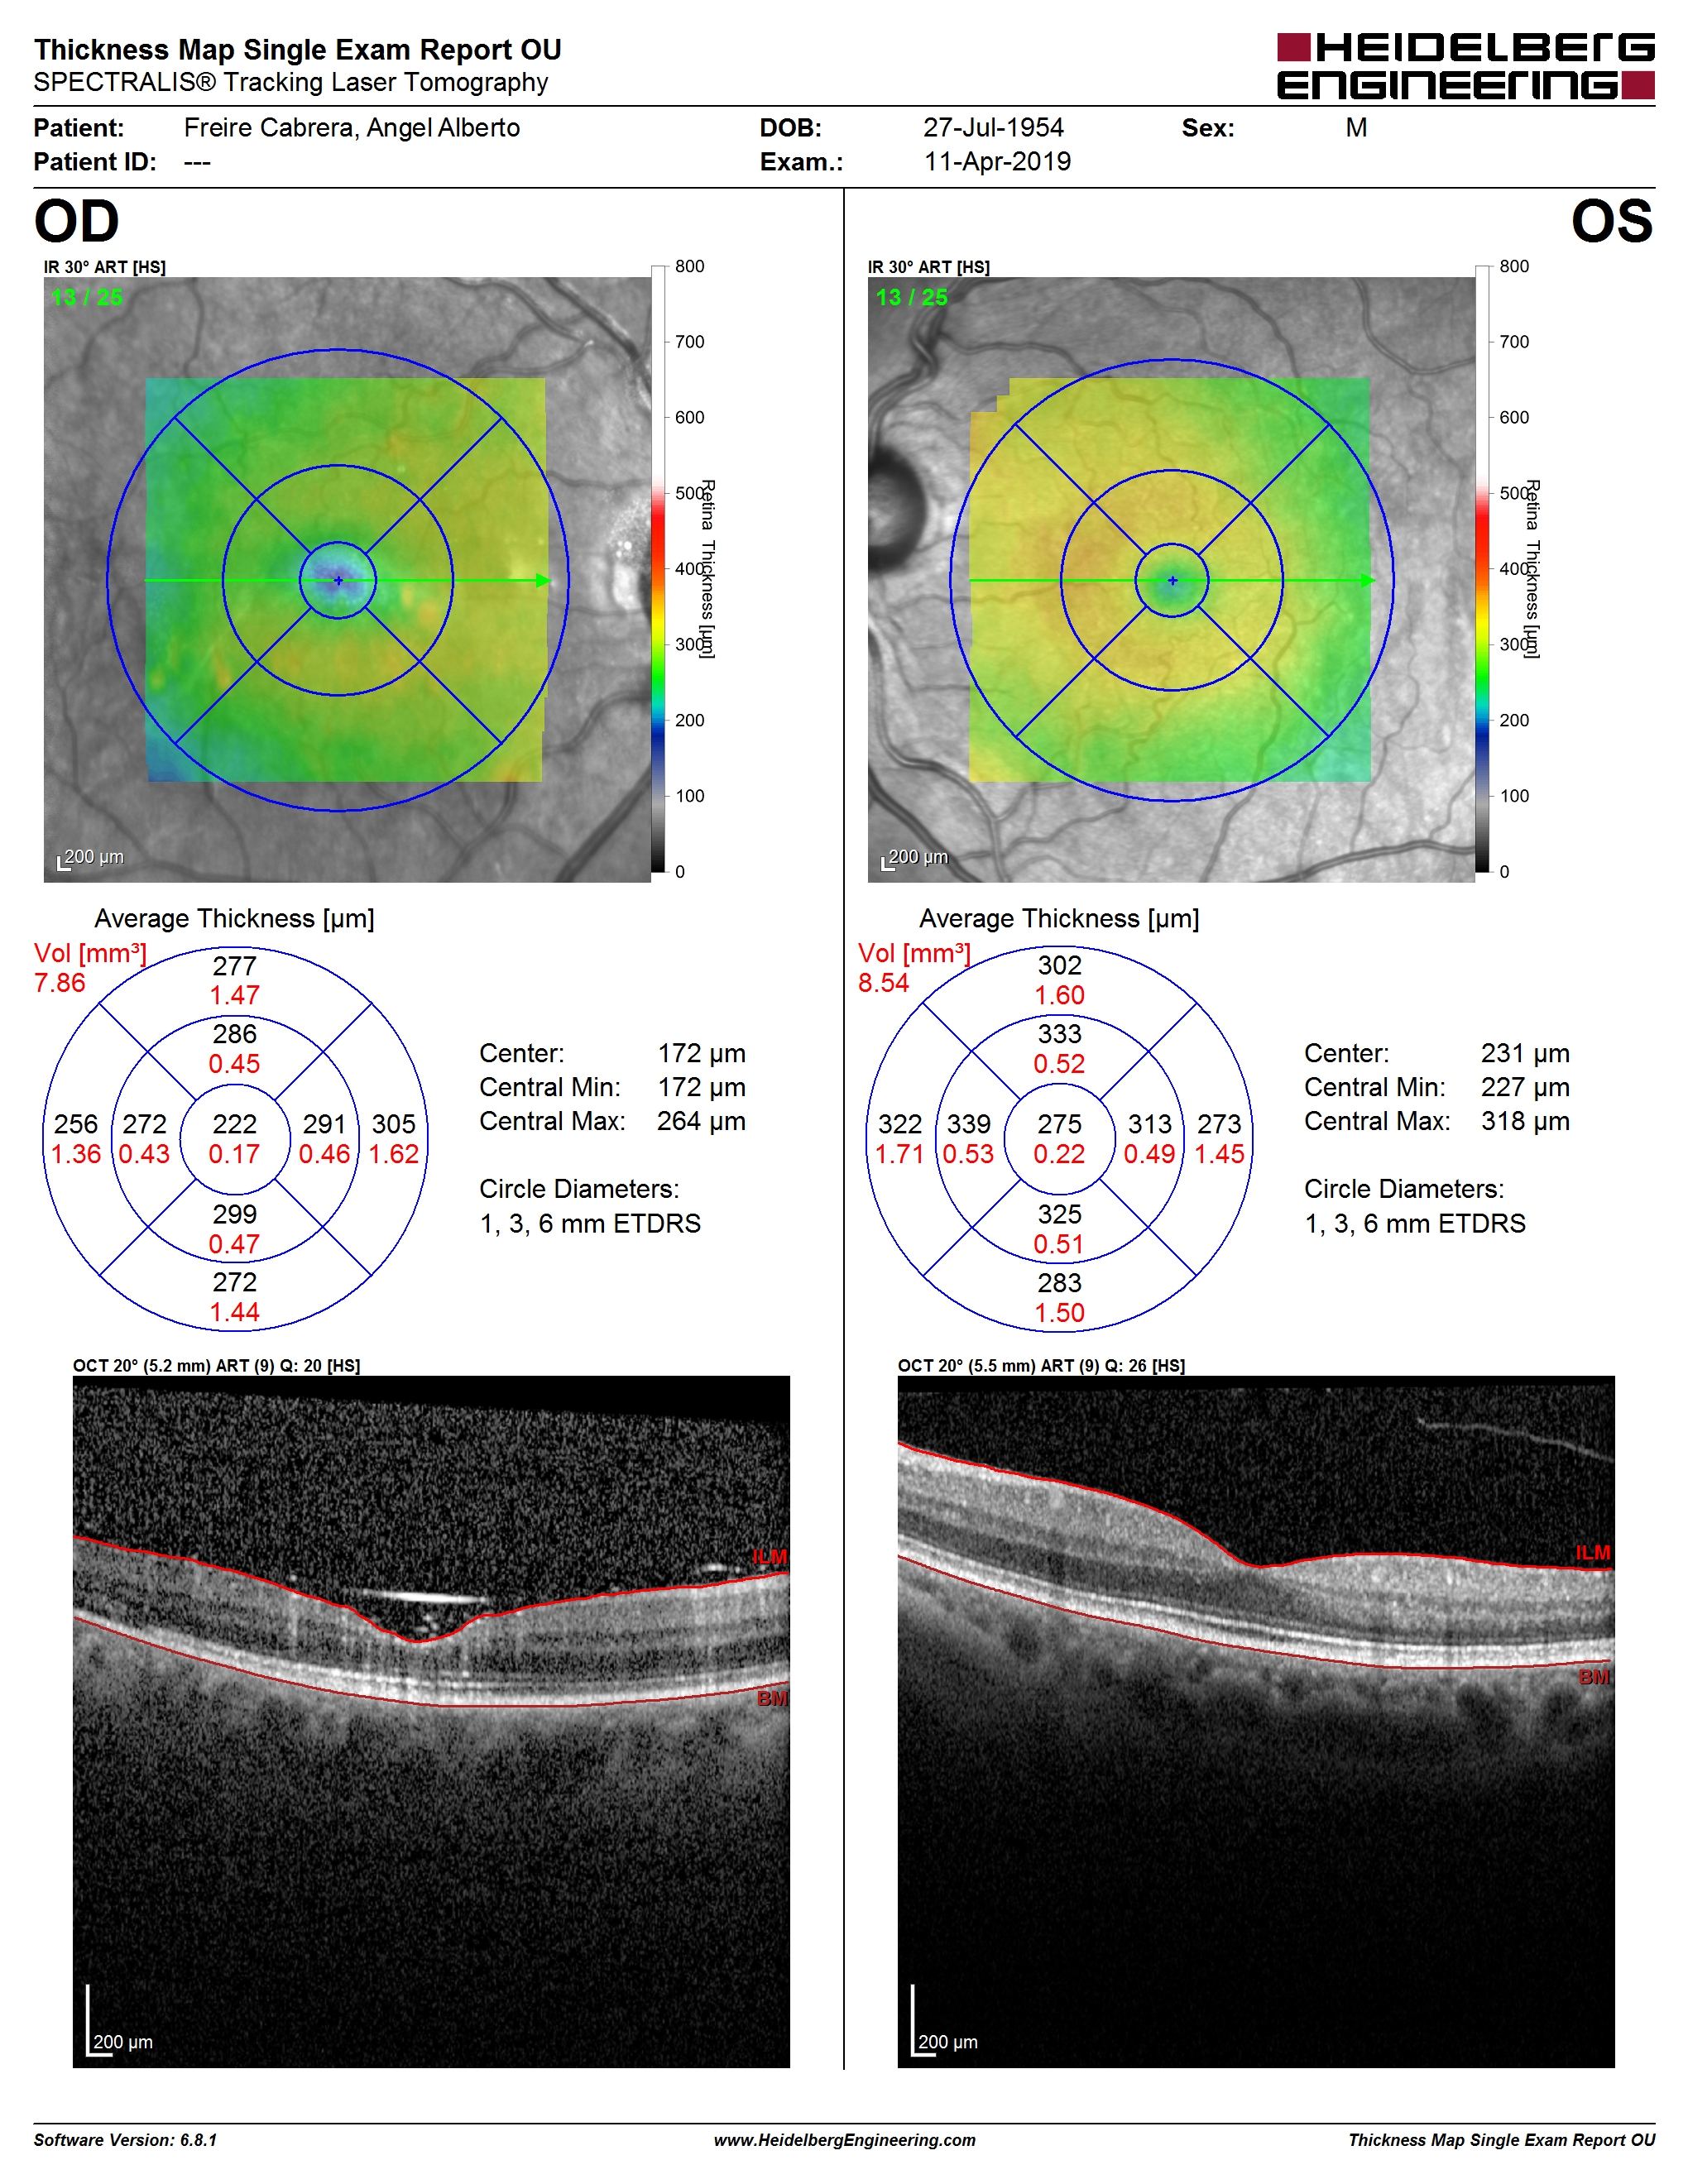 Thickness Map Single Exam Report OU
SPECTRALIS® Tracking Laser Tomography
HEIDELBERG
ENGINEERING
Patient: Freire Cabrera, Angel Alberto DOB: 27-Jul-1954 Sex: M
Patient ID: --- Exam.: 11-Apr-2019
OD
IR 30° ART [HS]
13 / 25
200 µm
800
700
600
500
400
300
200
100
0
Retina Thickness [µm]
Average Thickness [µm]
Vol [mm³]
7.86
277
1.47
286
0.45
256 272 222 291 305
1.36 0.43 0.17 0.46 1.62
299
0.47
272
1.44
Center: 172 µm
Central Min: 172 µm
Central Max: 264 µm
Circle Diameters:
1, 3, 6 mm ETDRS
OCT 20° (5.2 mm) ART (9) Q: 20 [HS]
ILM
BM
200 µm
OS
IR 30° ART [HS]
13 / 25
200 µm
800
700
600
500
400
300
200
100
0
Retina Thickness [µm]
Average Thickness [µm]
Vol [mm³]
8.54
302
1.60
333
0.52
322 339 275 313 273
1.71 0.53 0.22 0.49 1.45
325
0.51
283
1.50
Center: 231 µm
Central Min: 227 µm
Central Max: 318 µm
Circle Diameters:
1, 3, 6 mm ETDRS
OCT 20° (5.5 mm) ART (9) Q: 26 [HS]
ILM
BM
200 µm
Software Version: 6.8.1 www.HeidelbergEngineering.com Thickness Map Single Exam Report OU